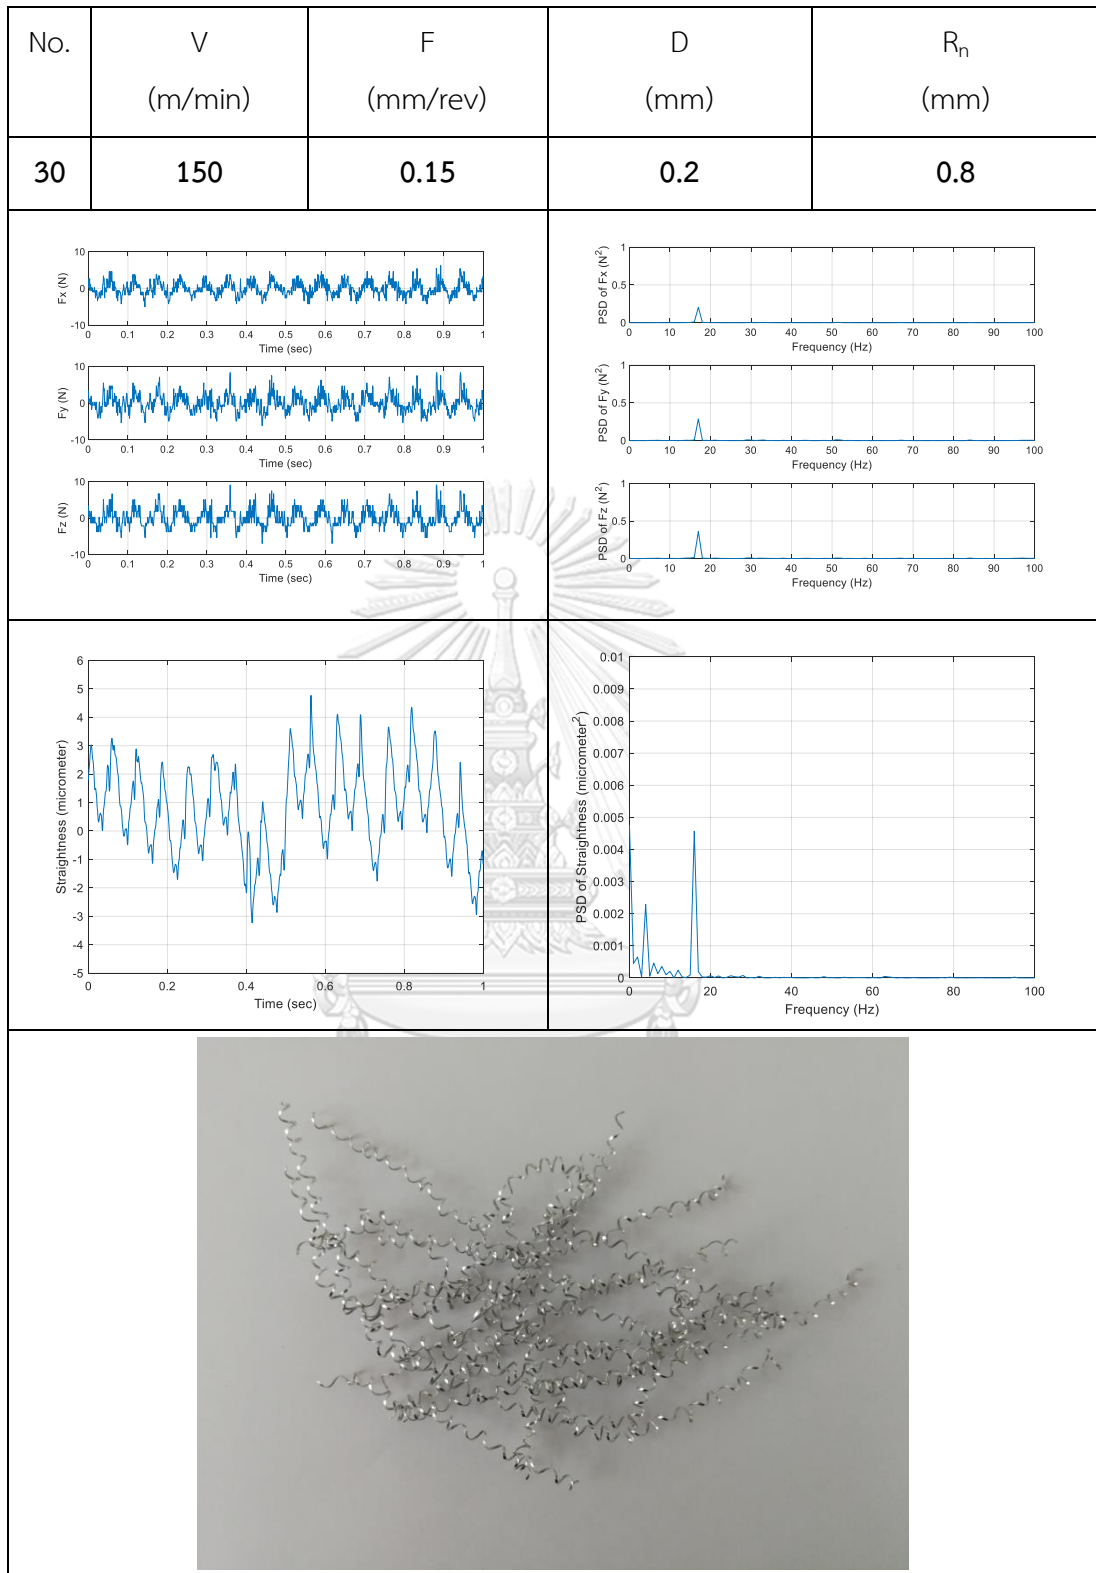 No. V F D Rn
(m/min) (mm/rev) (mm) (mm)
30 150 0.15 0.2 0.8
10
Fx (N)
0
-10
0 0.1 0.2 0.3 0.4 0.5 0.6 0.7 0.8 0.9 1
Time (sec)
10
Fy (N)
0
-10
0 0.1 0.2 0.3 0.4 0.5 0.6 0.7 0.8 0.9 1
Time (sec)
10
Fz (N)
0
-10
0 0.1 0.2 0.3 0.4 0.5 0.6 0.7 0.8 0.9 1
Time (sec)
1
PSD of Fx (N²)
0.5
0
0 10 20 30 40 50 60 70 80 90 100
Frequency (Hz)
1
PSD of Fy (N²)
0.5
0
0 10 20 30 40 50 60 70 80 90 100
Frequency (Hz)
1
PSD of Fz (N²)
0.5
0
0 10 20 30 40 50 60 70 80 90 100
Frequency (Hz)
6
5
4
3
2
1
0
-1
-2
-3
-4
-5
Straightness (micrometer)
0 0.2 0.4 0.6 0.8 1
Time (sec)
0.01
0.009
0.008
0.007
0.006
0.005
0.004
0.003
0.002
0.001
0
PSD of Straightness (micrometer²)
0 20 40 60 80 100
Frequency (Hz)